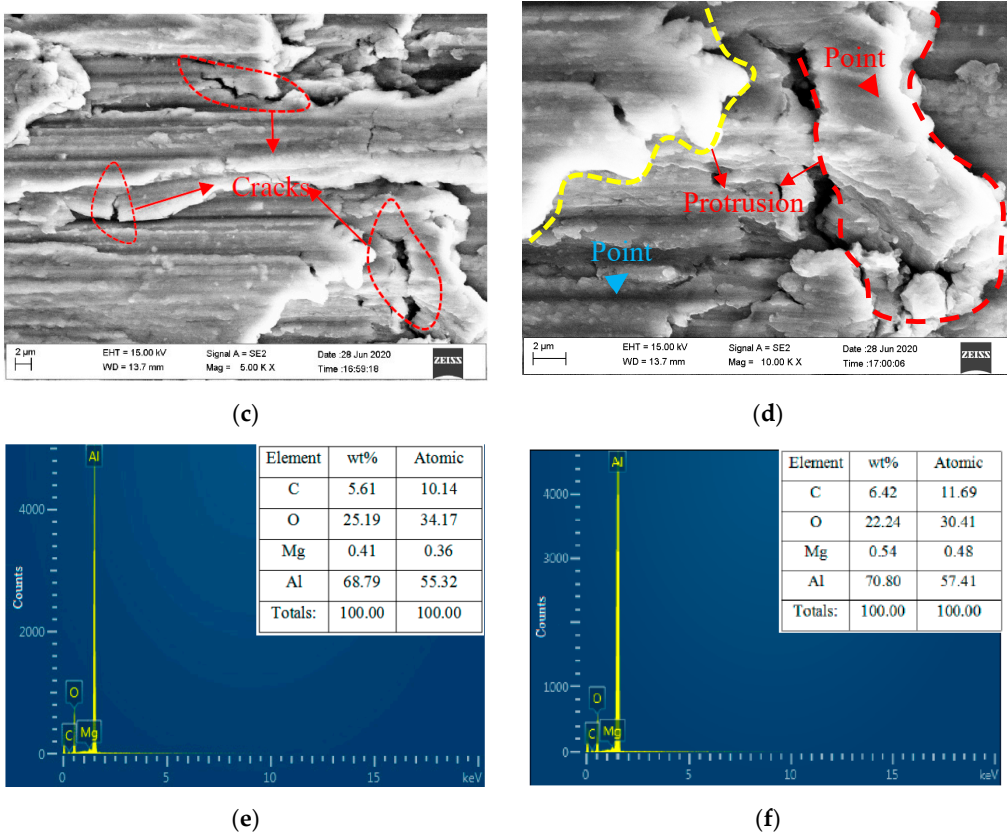 Cracks
2 μm
EHT = 15.00 kV
WD = 13.7 mm
Signal A = SE2
Mag = 5.00 K X
Date :28 Jun 2020
Time :16:59:18
ZEISS
(c)
Point
Protrusion
Point
2 μm
EHT = 15.00 kV
WD = 13.7 mm
Signal A = SE2
Mag = 10.00 K X
Date :28 Jun 2020
Time :17:00:06
ZEISS
(d)
Al
Element wt% Atomic
C 5.61 10.14
O 25.19 34.17
Mg 0.41 0.36
Al 68.79 55.32
Totals: 100.00 100.00
4000
Counts
2000
O
C Mg
0
0 5 10 15 keV
(e)
Al
Element wt% Atomic
C 6.42 11.69
O 22.24 30.41
Mg 0.54 0.48
Al 70.80 57.41
Totals: 100.00 100.00
4000
3000
Counts
1000
O
C Mg
0
0 5 10 15 keV
(f)